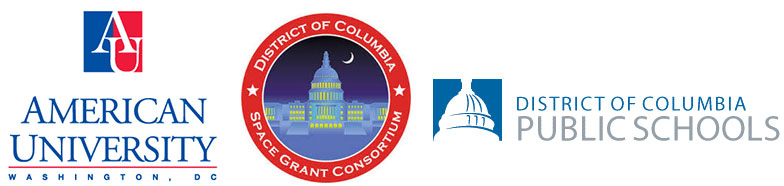 AU
AMERICAN
UNIVERSITY
WASHINGTON, DC
DISTRICT OF COLUMBIA
SPACE GRANT CONSORTIUM
DISTRICT OF COLUMBIA
PUBLIC SCHOOLS